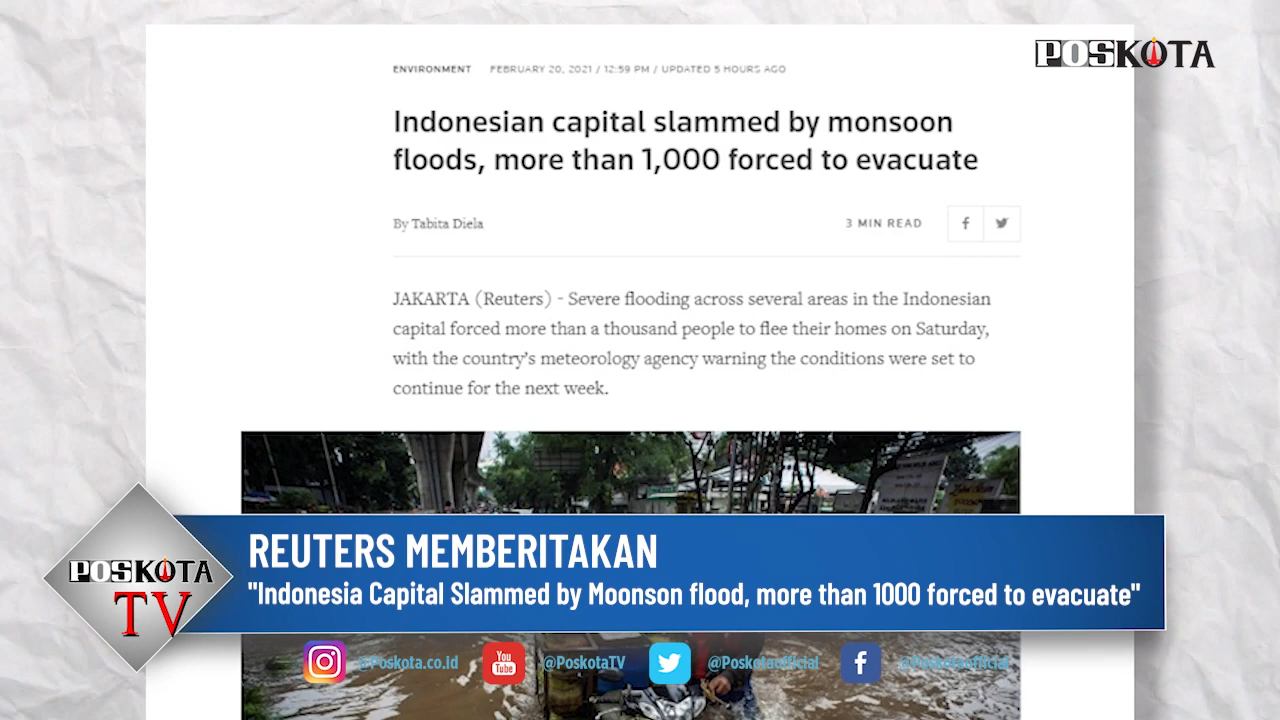 POSKOTA
ENVIRONMENT FEBRUARY 20, 2021 / 12:59 PM / UPDATED 5 HOURS AGO
Indonesian capital slammed by monsoon
floods, more than 1,000 forced to evacuate
By Tabita Diela
3 MIN READ
JAKARTA (Reuters) - Severe flooding across several areas in the Indonesian
capital forced more than a thousand people to flee their homes on Saturday,
with the country's meteorology agency warning the conditions were set to
continue for the next week.
POSKOTA
TV
REUTERS MEMBERITAKAN
"Indonesia Capital Slammed by Moonson flood, more than 1000 forced to evacuate"
@Poskota.co.id You Tube @PoskotaTV @Poskotaofficial @Poskotaofficial